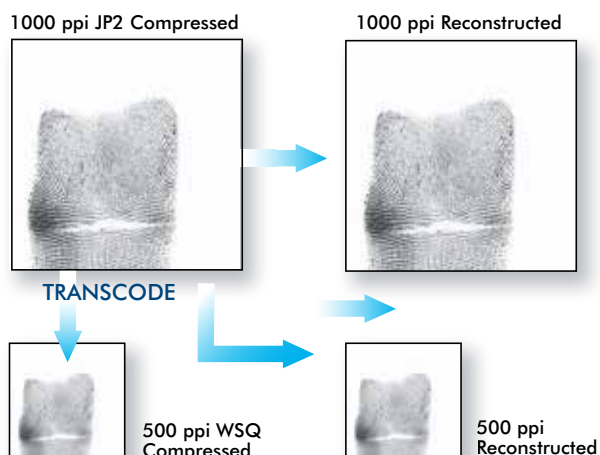 1000 ppi JP2 Compressed
1000 ppi Reconstructed
TRANSCODE
500 ppi WSQ
Compressed
500 ppi
Reconstructed